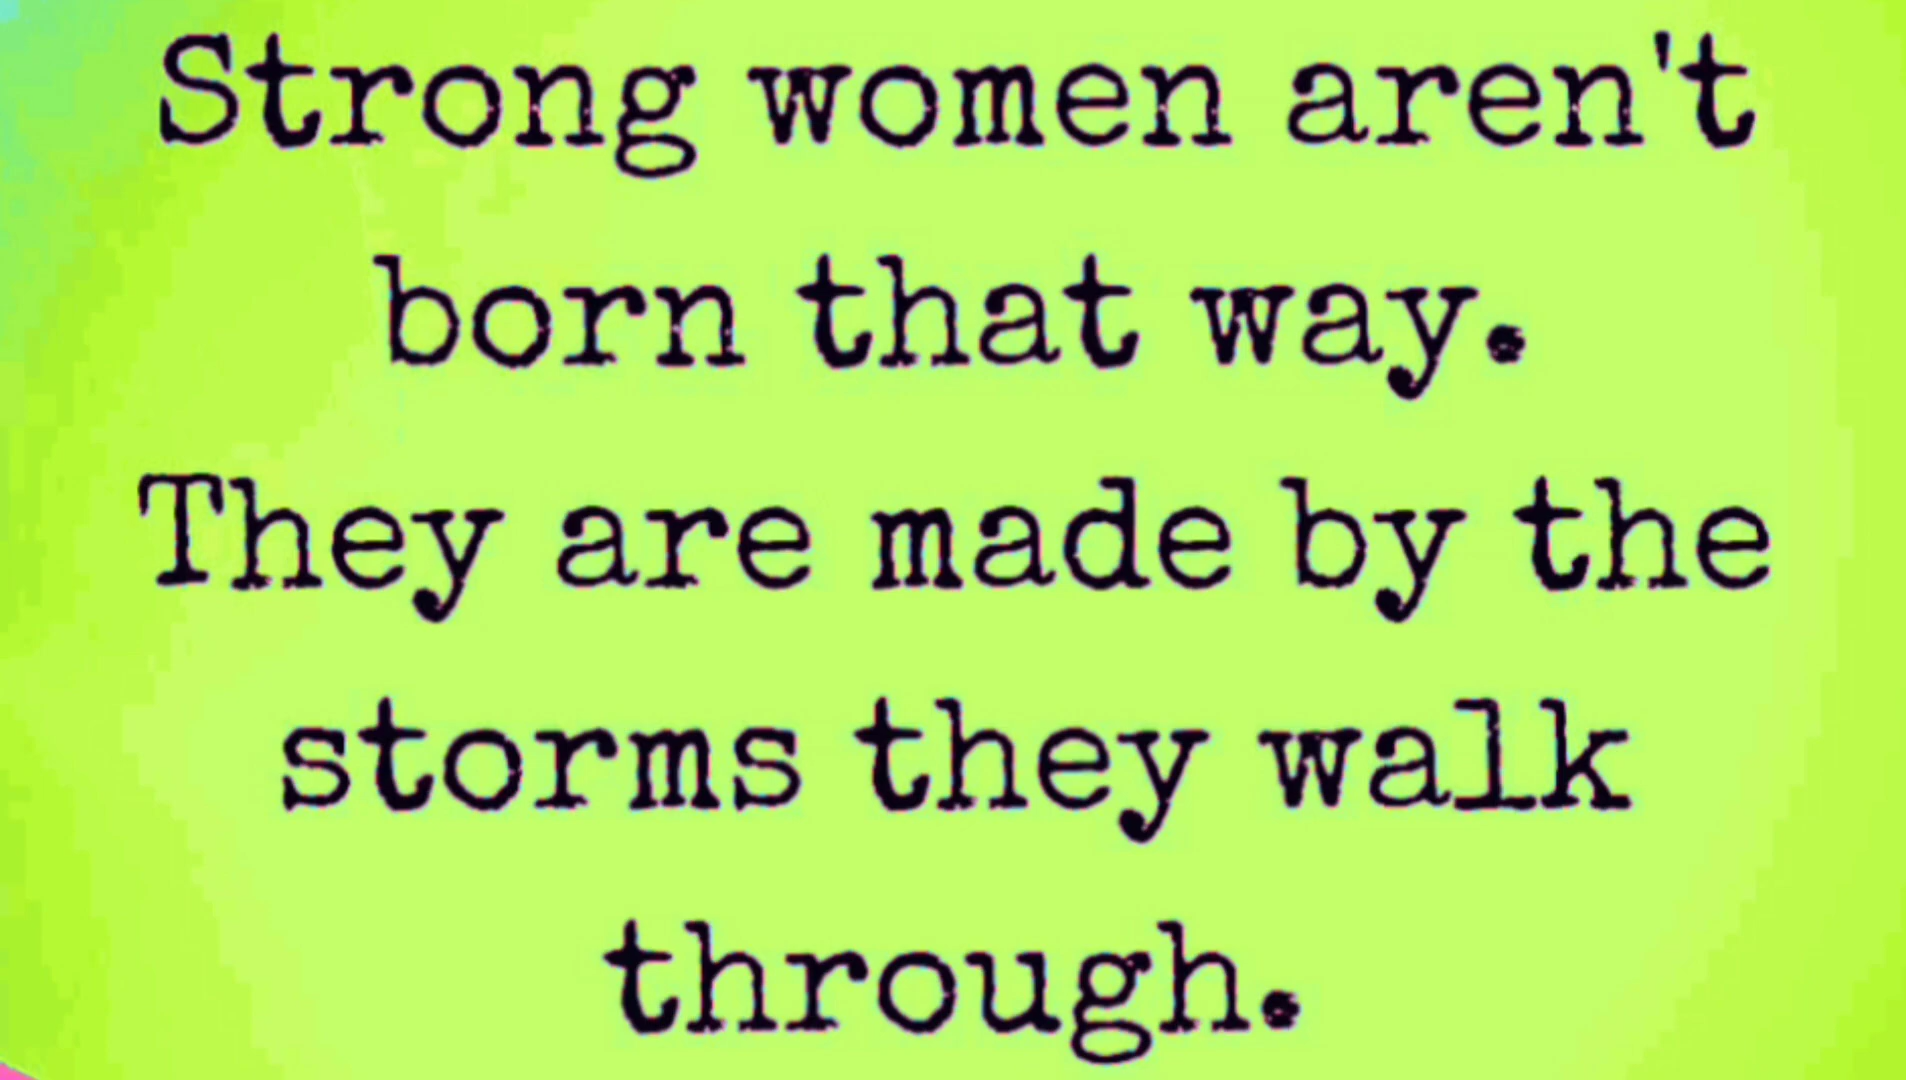 Strong women aren't
born that way.
They are made by the
storms they walk
through.